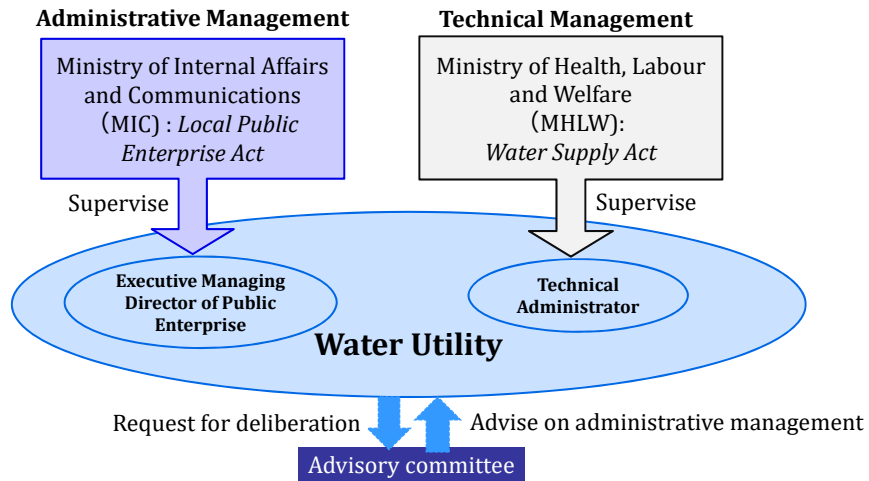 Administrative Management
Technical Management
Ministry of Internal Affairs
and Communications
（MIC) : Local Public
Enterprise Act
Ministry of Health, Labour
and Welfare
（MHLW):
Water Supply Act
Supervise
Supervise
Executive Managing
Director of Public
Enterprise
Technical
Administrator
Water Utility
Request for deliberation
Advise on administrative management
Advisory committee